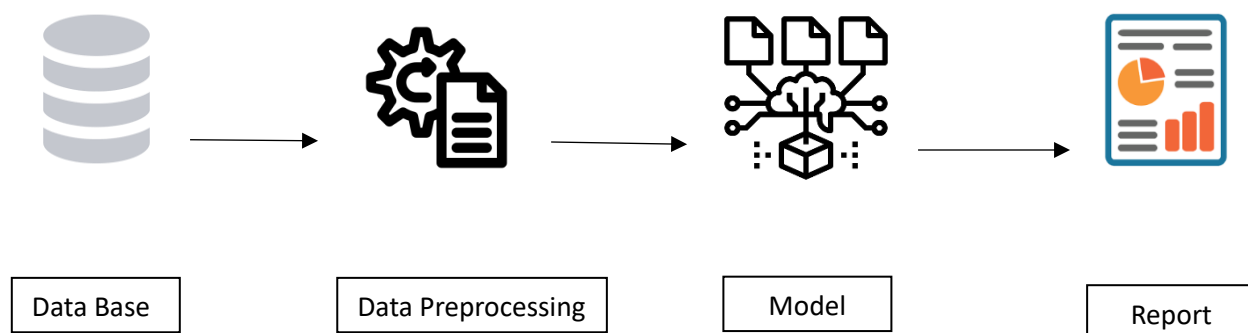 Data Base
Data Preprocessing
Model
Report